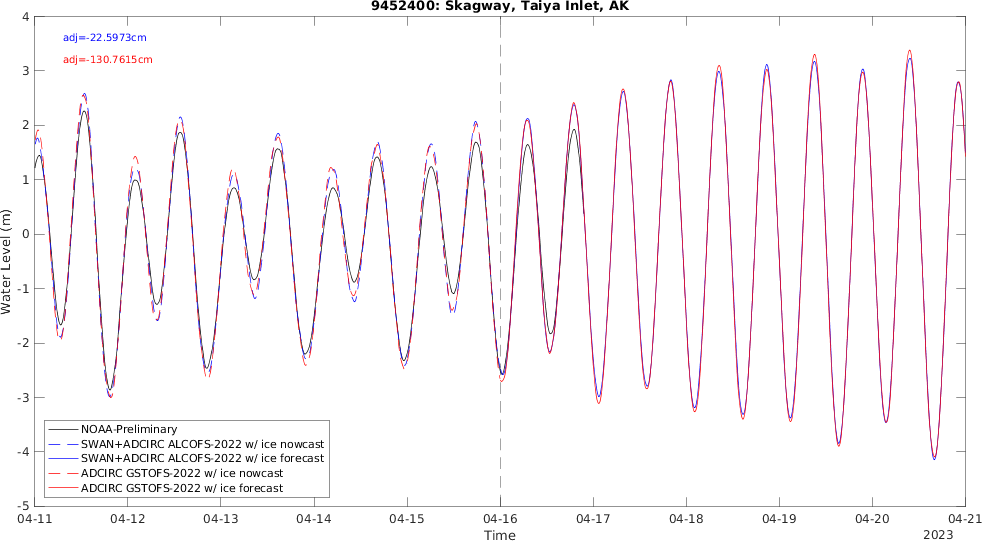 9452400: Skagway, Taiya Inlet, AK
adj=-22.5973cm
adj=-130.7615cm
4
3
2
1
0
-1
-2
-3
-4
-5
Water Level (m)
NOAA-Preliminary
SWAN+ADCIRC ALCOFS-2022 w/ ice nowcast
SWAN+ADCIRC ALCOFS-2022 w/ ice forecast
ADCIRC GSTOFS-2022 w/ ice nowcast
ADCIRC GSTOFS-2022 w/ ice forecast
04-11 04-12 04-13 04-14 04-15 04-16 04-17 04-18 04-19 04-20 04-21
Time
2023